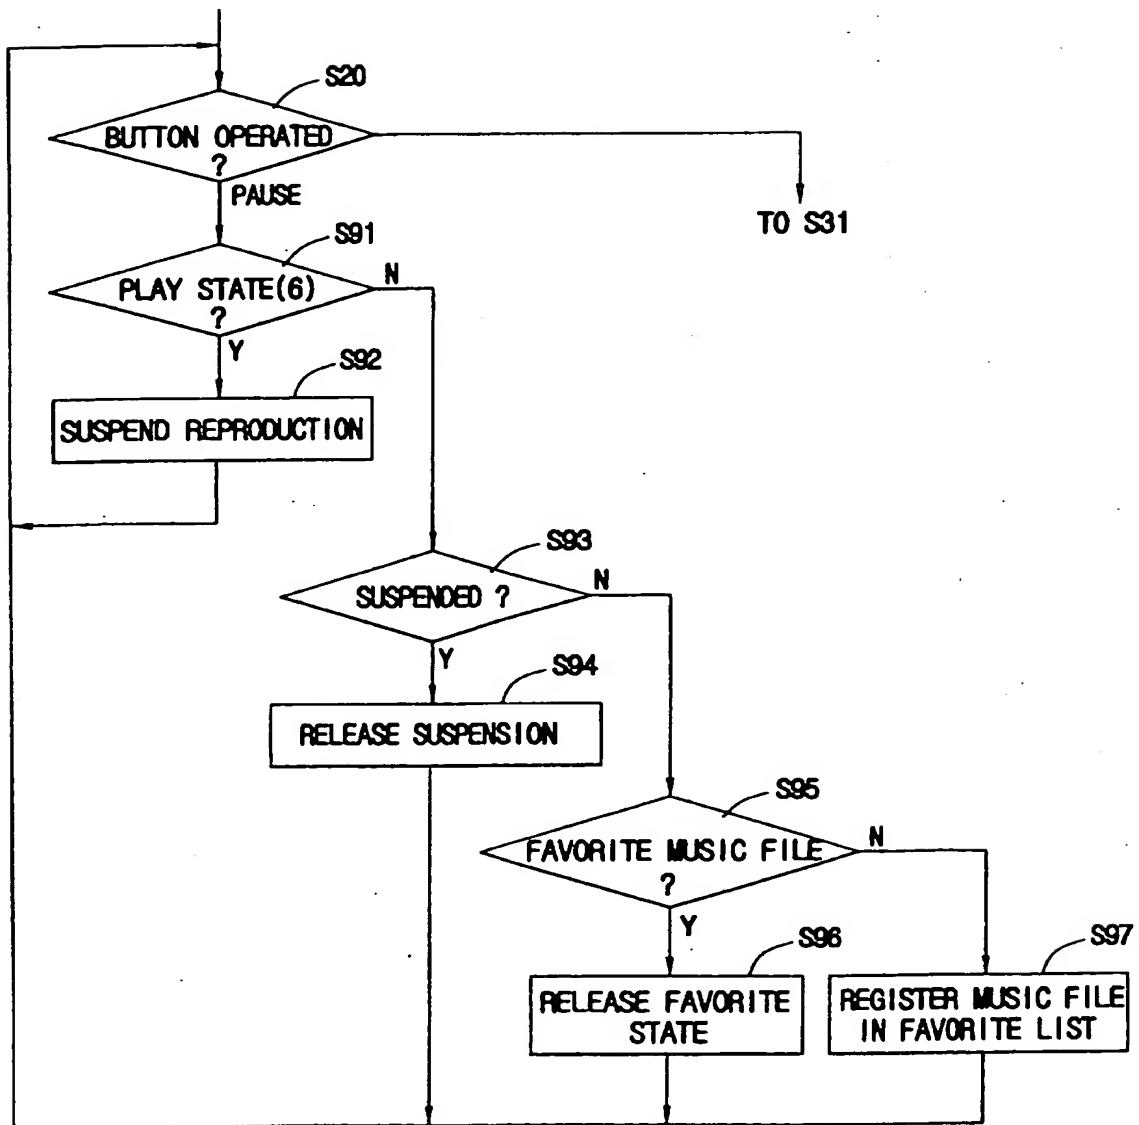 S20
BUTTON OPERATED
?
PAUSE
TO S31
S91
PLAY STATE(6)
?
N
Y
S92
SUSPEND REPRODUCTION
S93
SUSPENDED ?
N
Y
S94
RELEASE SUSPENSION
S95
FAVORITE MUSIC FILE
?
N
Y
S96
RELEASE FAVORITE
STATE
S97
REGISTER MUSIC FILE
IN FAVORITE LIST